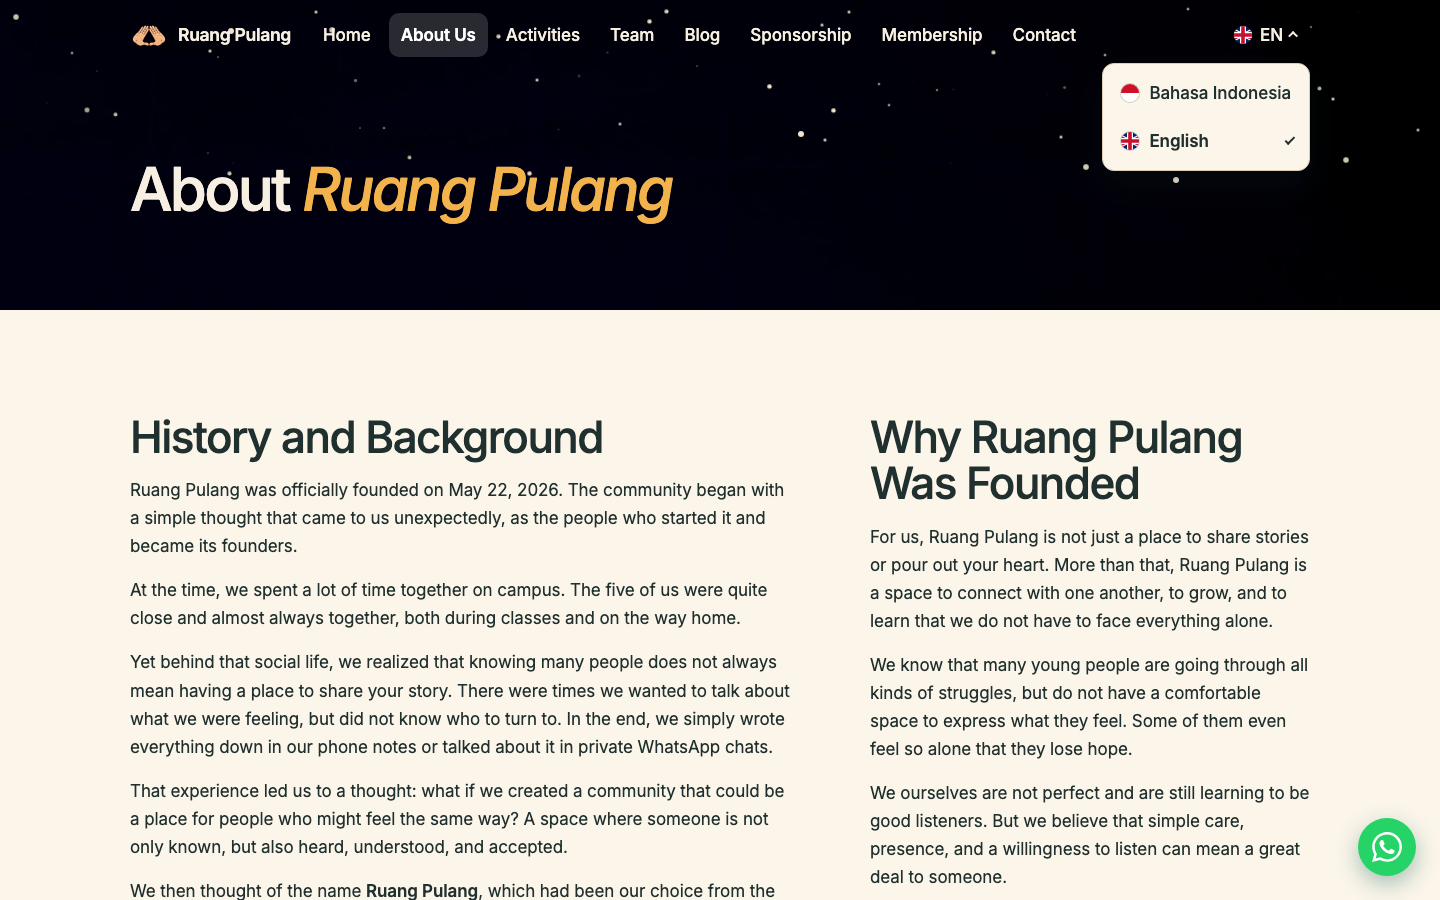 RuangPulang Home About Us Activities Team Blog Sponsorship Membership Contact EN
Bahasa Indonesia
English
About Ruang Pulang
History and Background
Ruang Pulang was officially founded on May 22, 2026. The community began with
a simple thought that came to us unexpectedly, as the people who started it and
became its founders.
At the time, we spent a lot of time together on campus. The five of us were quite
close and almost always together, both during classes and on the way home.
Yet behind that social life, we realized that knowing many people does not always
mean having a place to share your story. There were times we wanted to talk about
what we were feeling, but did not know who to turn to. In the end, we simply wrote
everything down in our phone notes or talked about it in private WhatsApp chats.
That experience led us to a thought: what if we created a community that could be
a place for people who might feel the same way? A space where someone is not
only known, but also heard, understood, and accepted.
We then thought of the name Ruang Pulang, which had been our choice from the
Why Ruang Pulang
Was Founded
For us, Ruang Pulang is not just a place to share stories
or pour out your heart. More than that, Ruang Pulang is
a space to connect with one another, to grow, and to
learn that we do not have to face everything alone.
We know that many young people are going through all
kinds of struggles, but do not have a comfortable
space to express what they feel. Some of them even
feel so alone that they lose hope.
We ourselves are not perfect and are still learning to be
good listeners. But we believe that simple care,
presence, and a willingness to listen can mean a great
deal to someone.